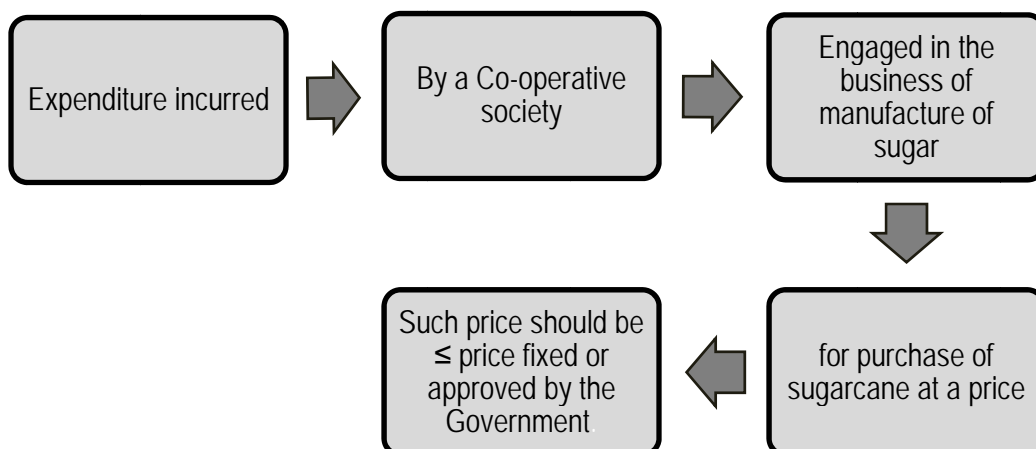 Expenditure incurred
By a Co-operative
society
Engaged in the
business of
manufacture of
sugar
for purchase of
sugarcane at a price
Such price should be
≤ price fixed or
approved by the
Government.